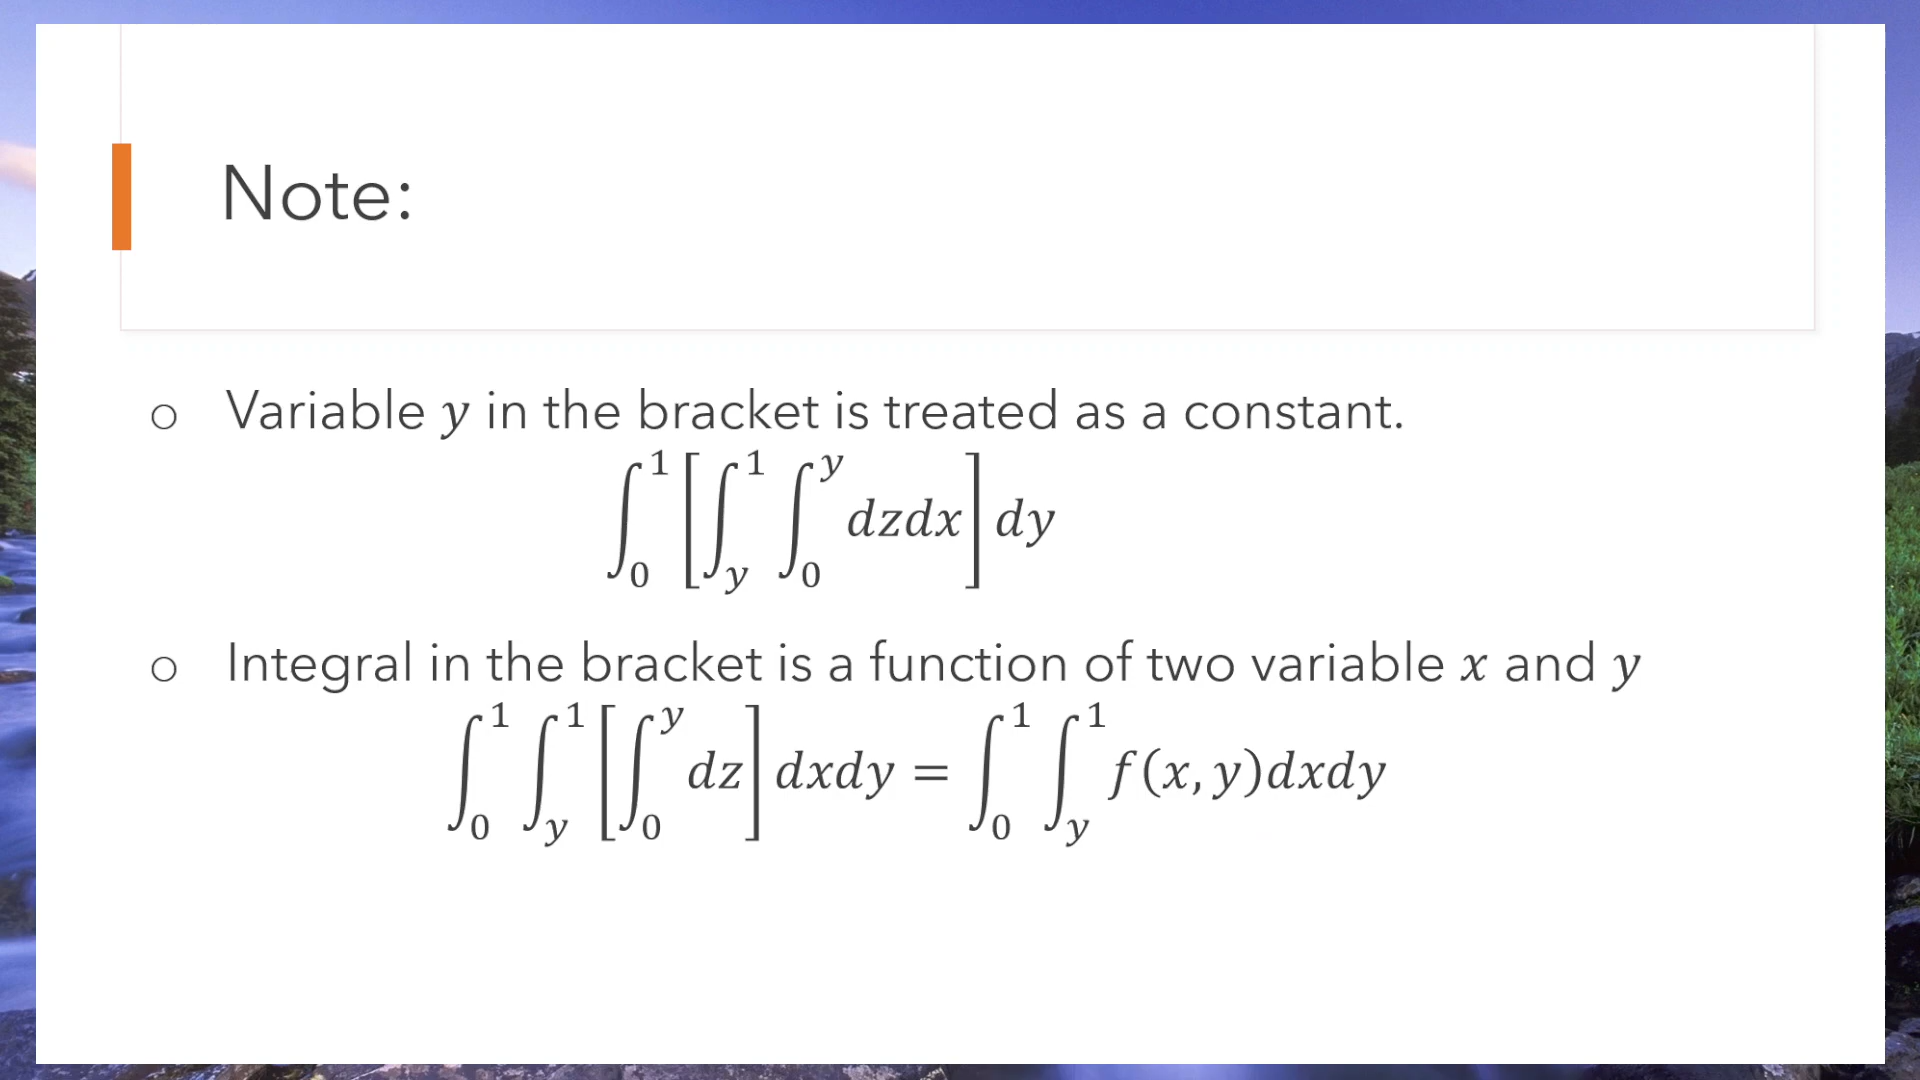 Note:
○ Variable y in the bracket is treated as a constant.
∫₀¹ [∫_y¹ ∫₀^y dzdx] dy
○ Integral in the bracket is a function of two variable x and y
∫₀¹ ∫_y¹ [∫₀^y dz] dxdy = ∫₀¹ ∫_y¹ f(x, y)dxdy